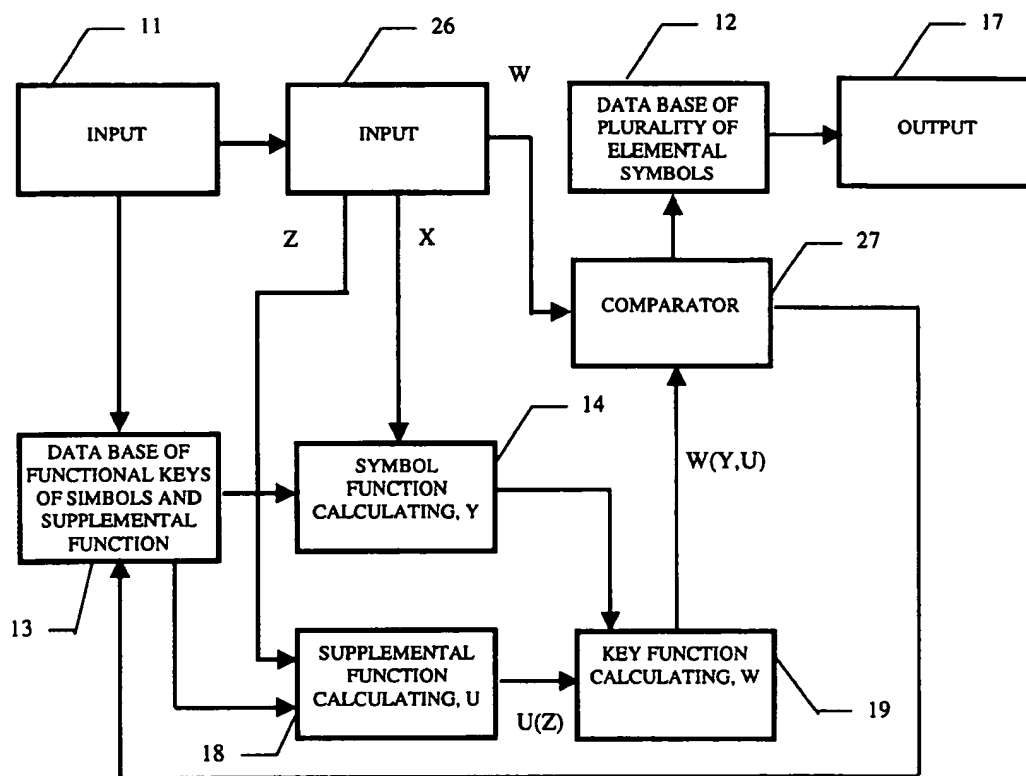 11
26
12
17
W
INPUT
INPUT
DATA BASE OF
PLURALITY OF
ELEMENTAL
SYMBOLS
OUTPUT
Z
X
27
COMPARATOR
14
DATA BASE OF
FUNCTIONAL KEYS
OF SIMBOLS AND
SUPPLEMENTAL
FUNCTION
SYMBOL
FUNCTION
CALCULATING, Y
W(Y,U)
13
SUPPLEMENTAL
FUNCTION
CALCULATING, U
KEY FUNCTION
CALCULATING, W
18
U(Z)
19